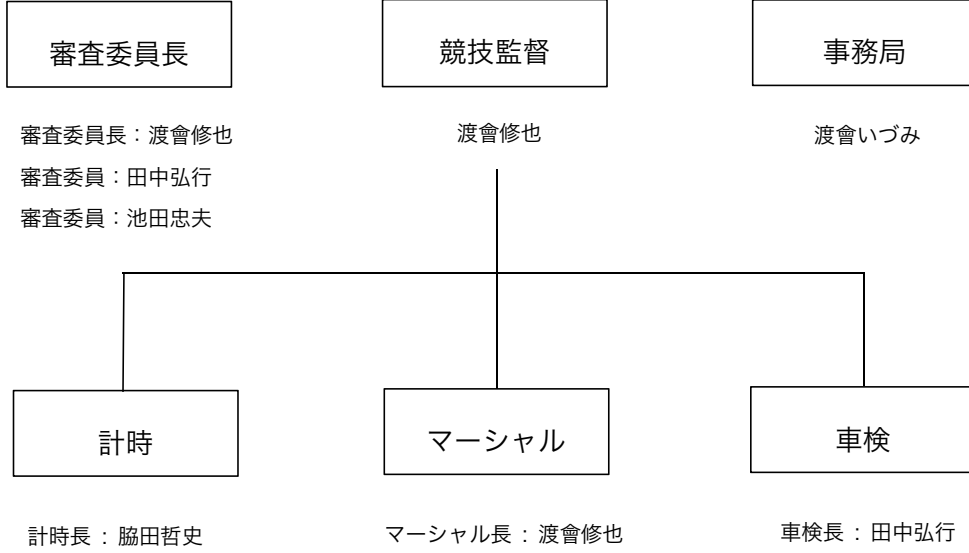 審査委員長
競技監督
事務局
審査委員長：渡會修也
審査委員：田中弘行
審査委員：池田忠夫
渡會修也
渡會いづみ
計時
マーシャル
車検
計時長 : 脇田哲史
マーシャル長 : 渡會修也
車検長 : 田中弘行